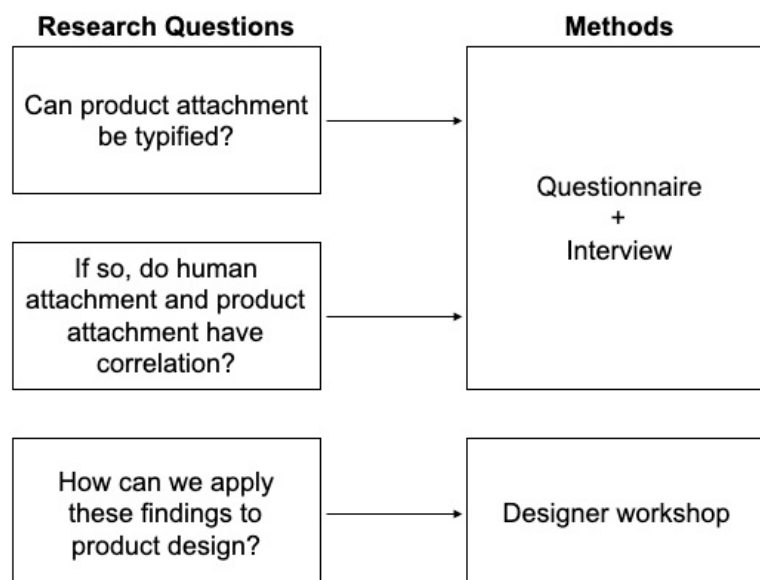 Research Questions
Methods
Can product attachment
be typified?
Questionnaire
+
Interview
If so, do human
attachment and product
attachment have
correlation?
How can we apply
these findings to
product design?
Designer workshop